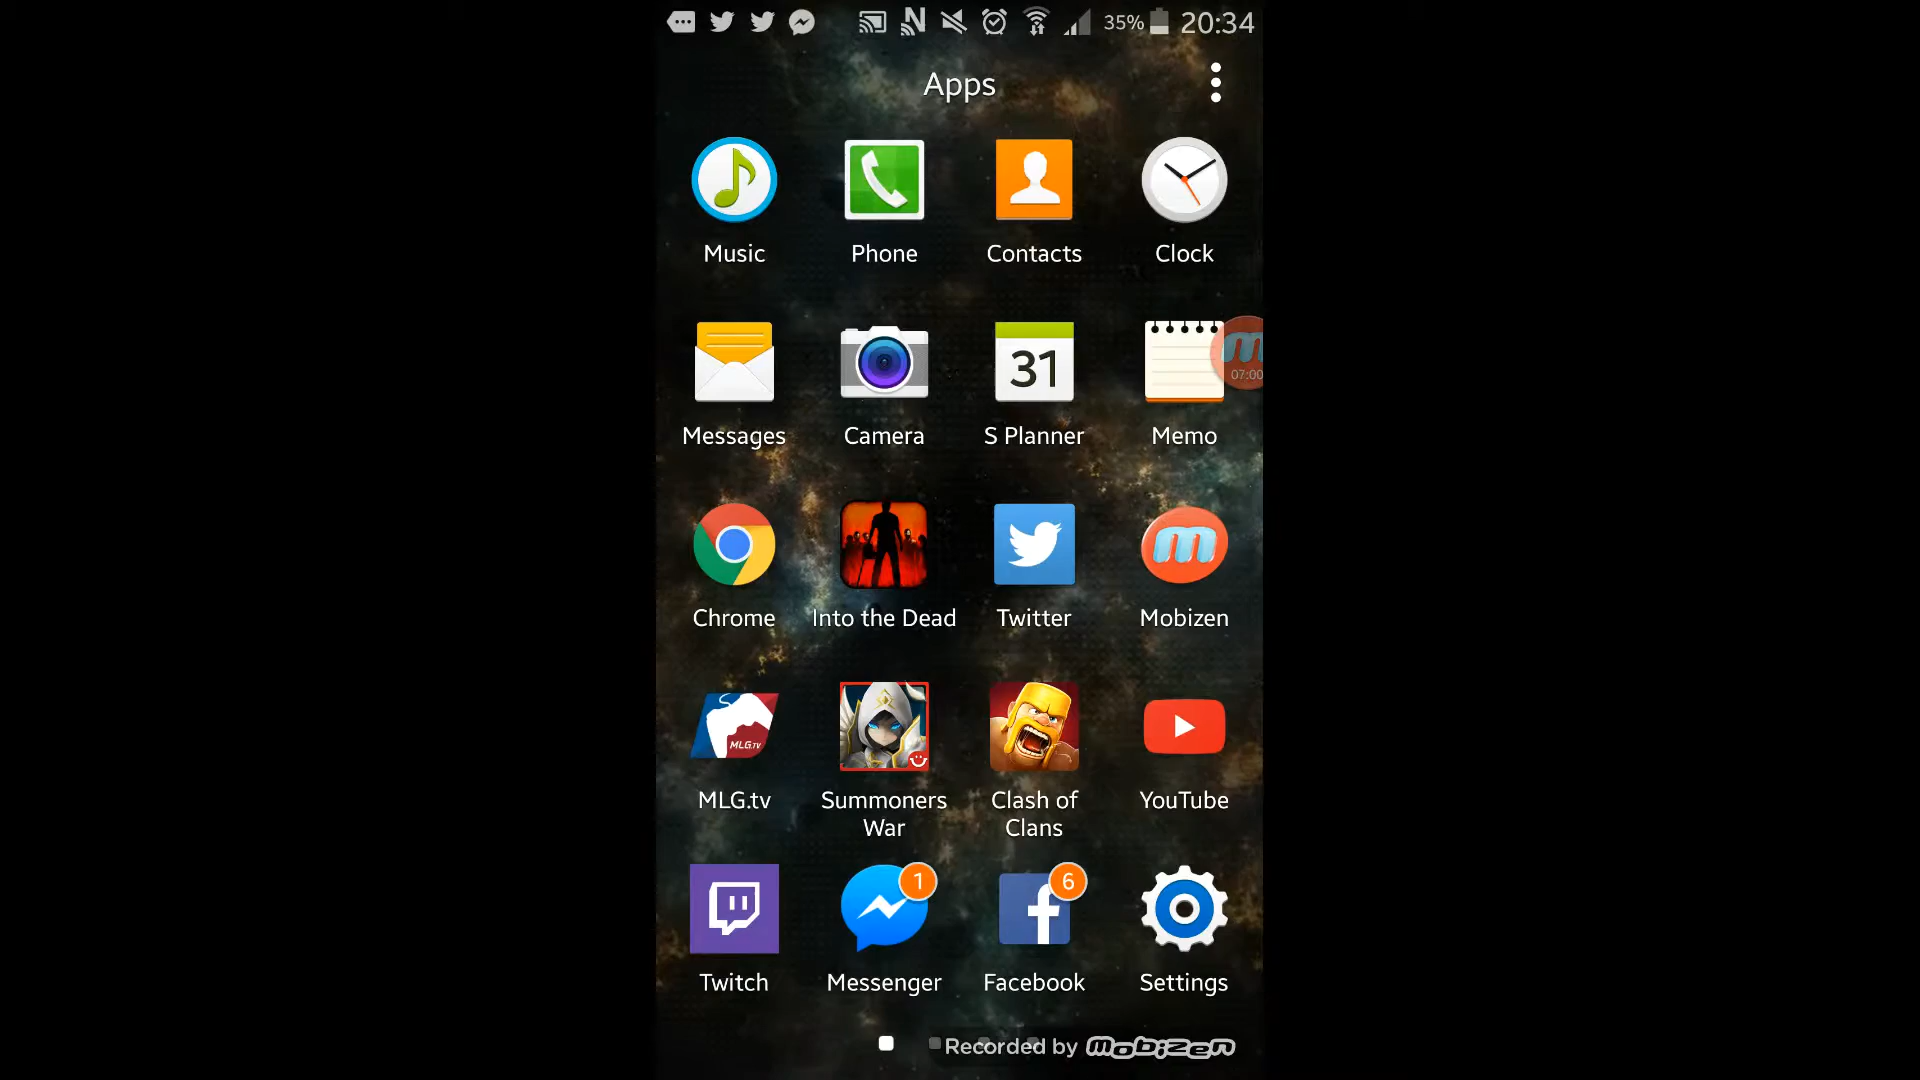 35% 20:34
Apps
Music Phone Contacts Clock
31
07:00
Messages Camera S Planner Memo
Chrome Into the Dead Twitter Mobizen
MLG.TV
MLG.tv Summoners War Clash of Clans YouTube
1 6
Twitch Messenger Facebook Settings
Recorded by Mobizen